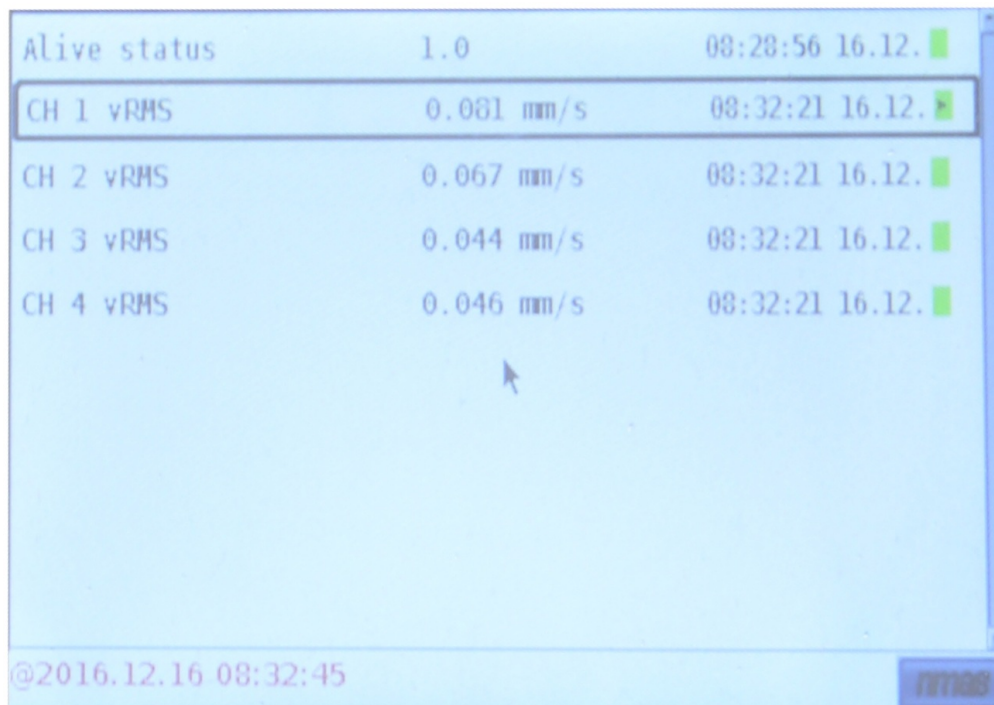 Alive status 1.0 08:28:56 16.12.
CH 1 vRMS 0.081 mm/s 08:32:21 16.12.
CH 2 vRMS 0.067 mm/s 08:32:21 16.12.
CH 3 vRMS 0.044 mm/s 08:32:21 16.12.
CH 4 vRMS 0.046 mm/s 08:32:21 16.12.
@2016.12.16 08:32:45